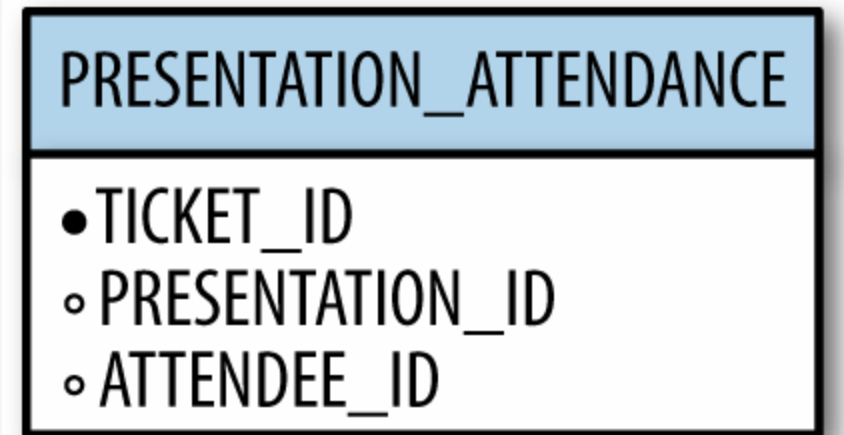 PRESENTATION_ATTENDANCE
TICKET_ID
PRESENTATION_ID
ATTENDEE_ID